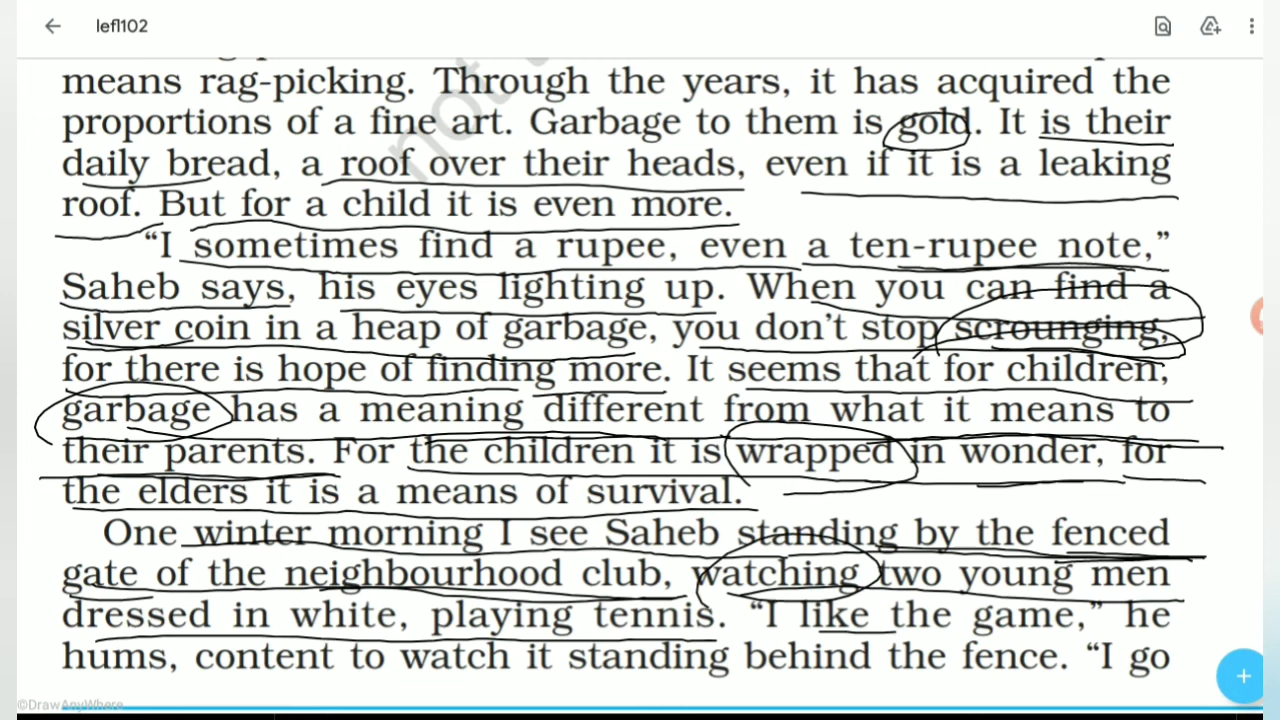 lefl102
means rag-picking. Through the years, it has acquired the
proportions of a fine art. Garbage to them is gold. It is their
daily bread, a roof over their heads, even if it is a leaking
roof. But for a child it is even more.
“I sometimes find a rupee, even a ten-rupee note,”
Saheb says, his eyes lighting up. When you can find a
silver coin in a heap of garbage, you don’t stop scrounging,
for there is hope of finding more. It seems that for children,
garbage has a meaning different from what it means to
their parents. For the children it is wrapped in wonder, for
the elders it is a means of survival.
One winter morning I see Saheb standing by the fenced
gate of the neighbourhood club, watching two young men
dressed in white, playing tennis. “I like the game,” he
hums, content to watch it standing behind the fence. “I go
©DrawAnyWhere